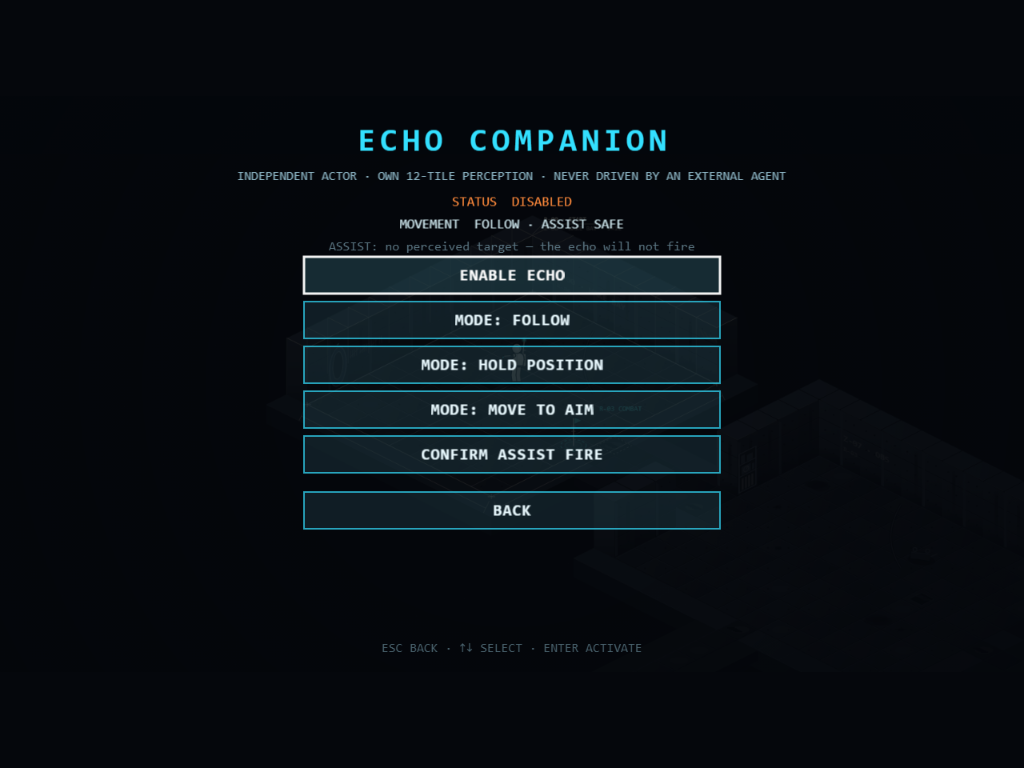 ECHO COMPANION
INDEPENDENT ACTOR · OWN 12-TILE PERCEPTION · NEVER DRIVEN BY AN EXTERNAL AGENT
STATUS  DISABLED
MOVEMENT  FOLLOW · ASSIST SAFE
ASSIST: no perceived target — the echo will not fire
ENABLE ECHO
MODE: FOLLOW
MODE: HOLD POSITION
MODE: MOVE TO AIM
CONFIRM ASSIST FIRE
BACK
ESC BACK · ↑↓ SELECT · ENTER ACTIVATE